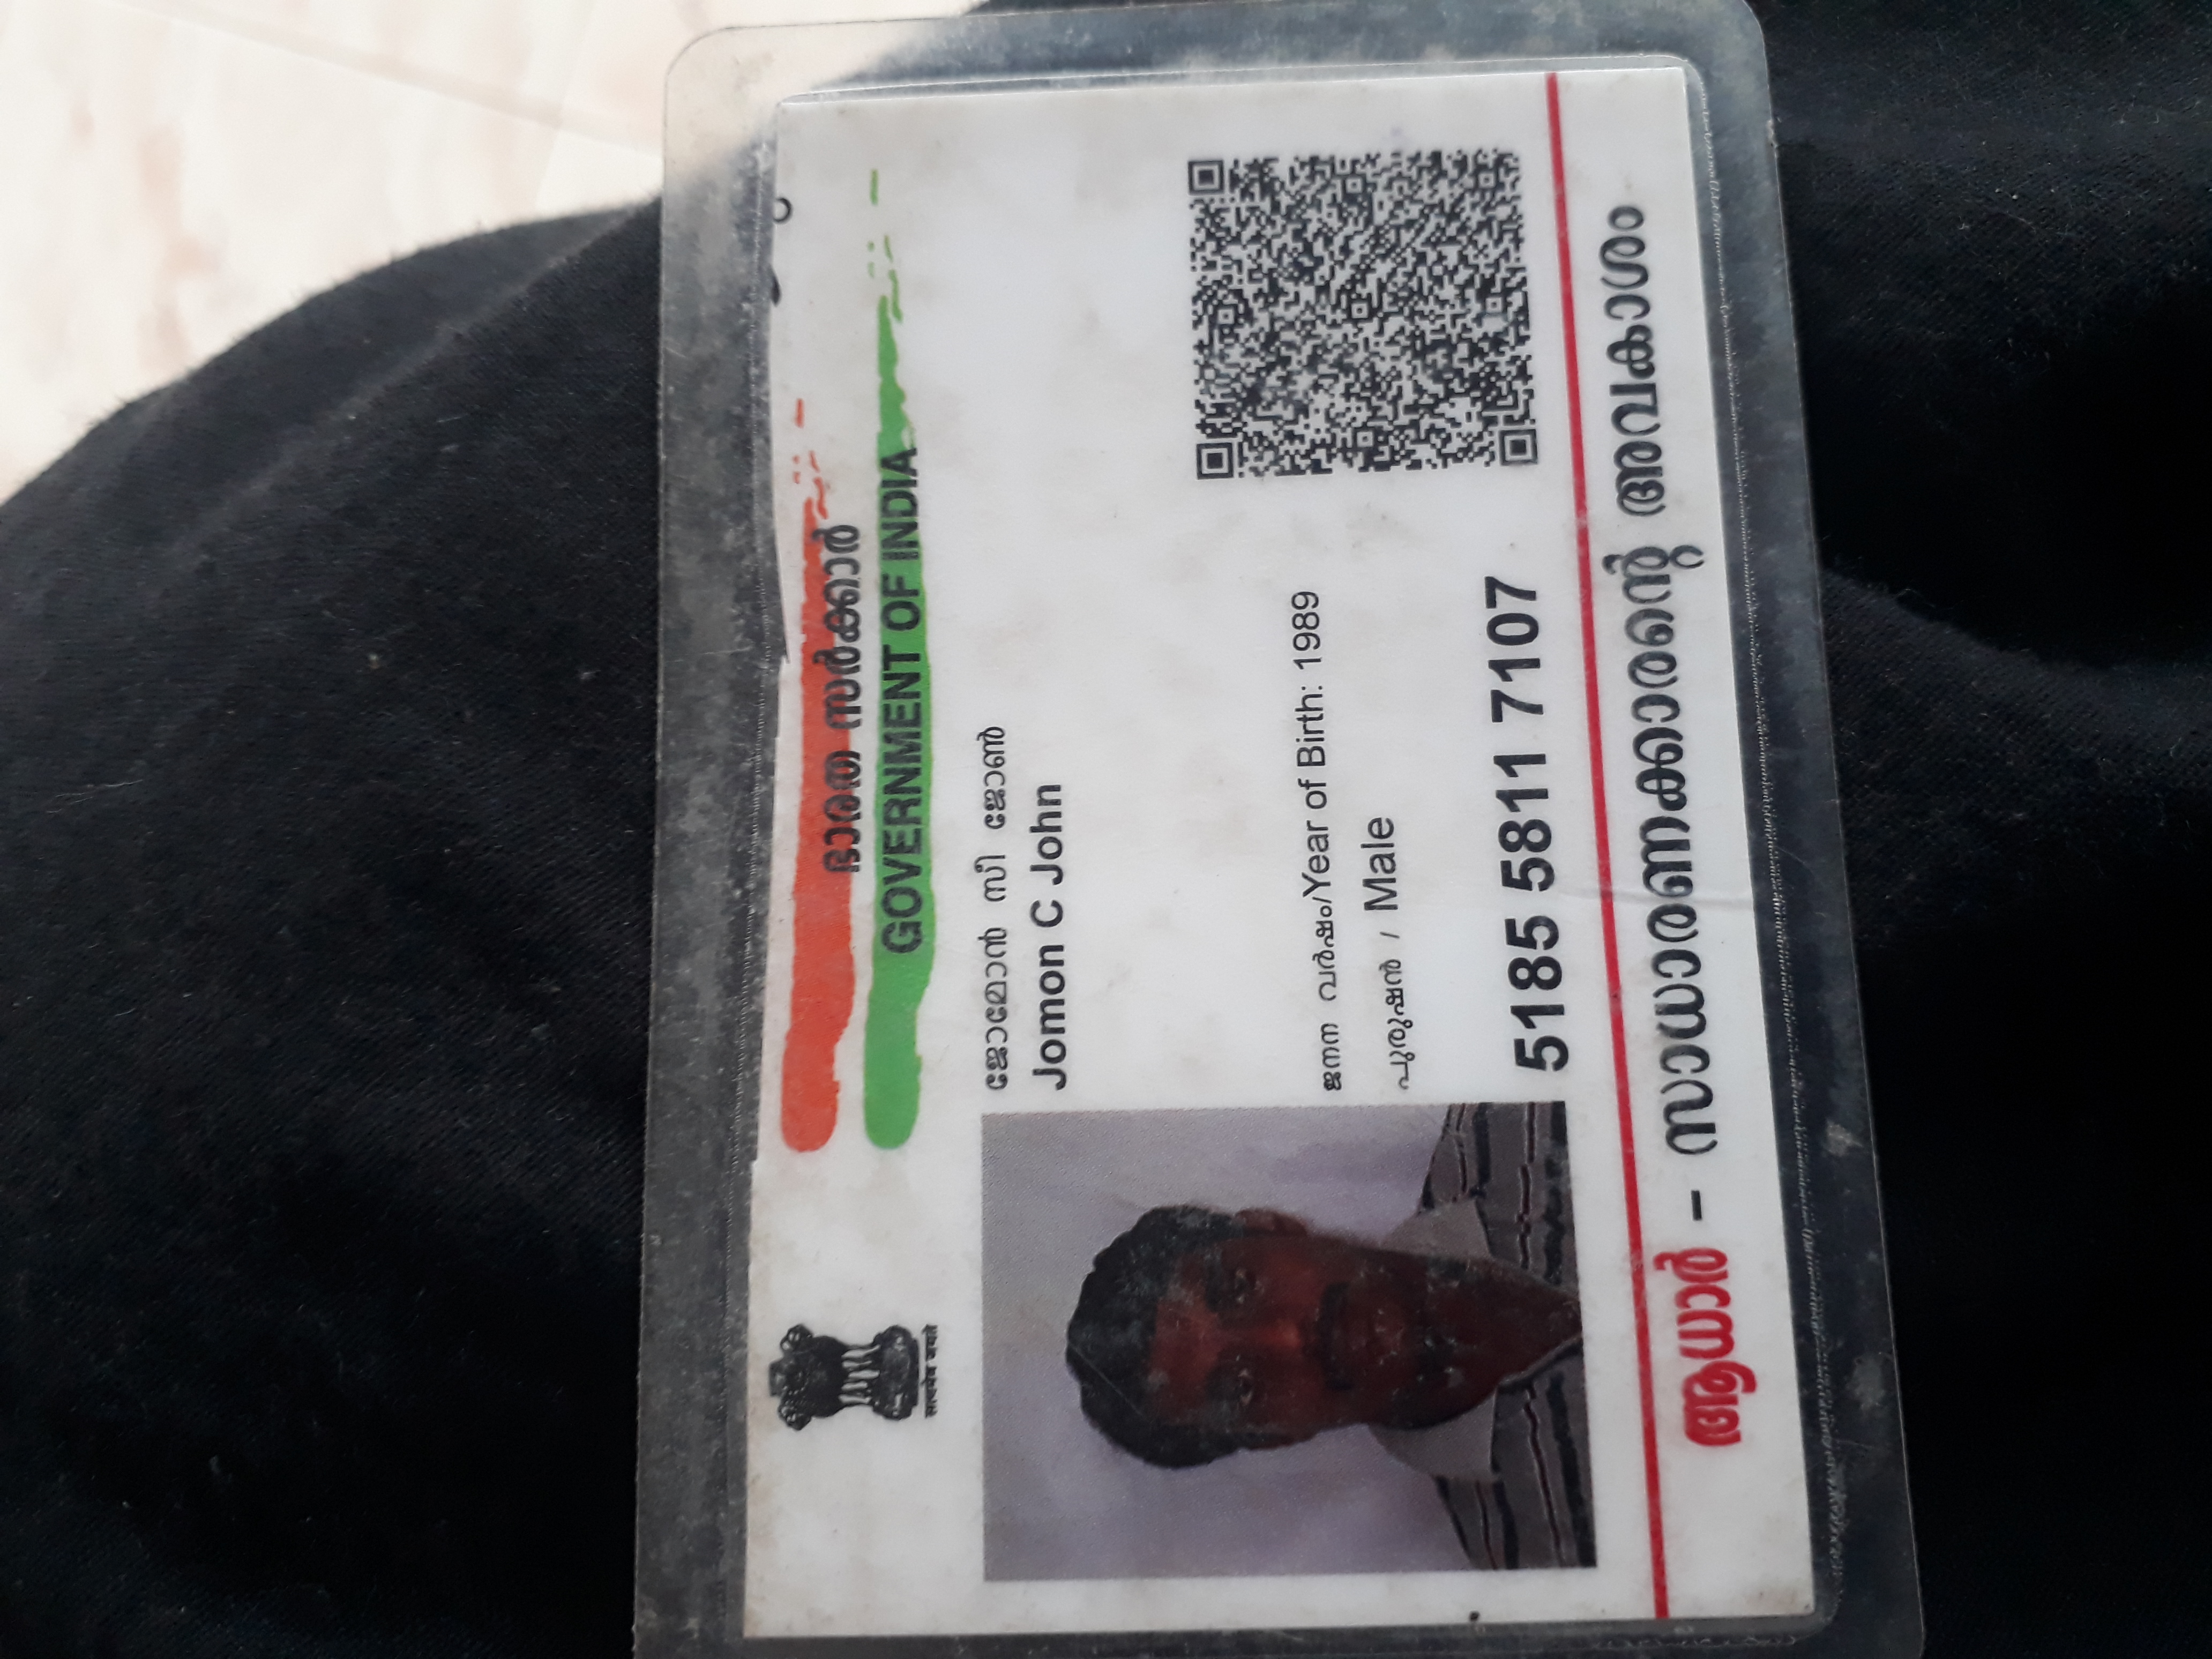 ഭാരത സർക്കാർ
GOVERNMENT OF INDIA
सत्यमेव जयते
ജോമോൻ സീ ജോൺ
Jomon C John
ജനന വർഷം/Year of Birth: 1989
പുരുഷൻ / Male
5185 5811 7107
ആധാർ – സാധാരണക്കാരന്റെ അവകാശം